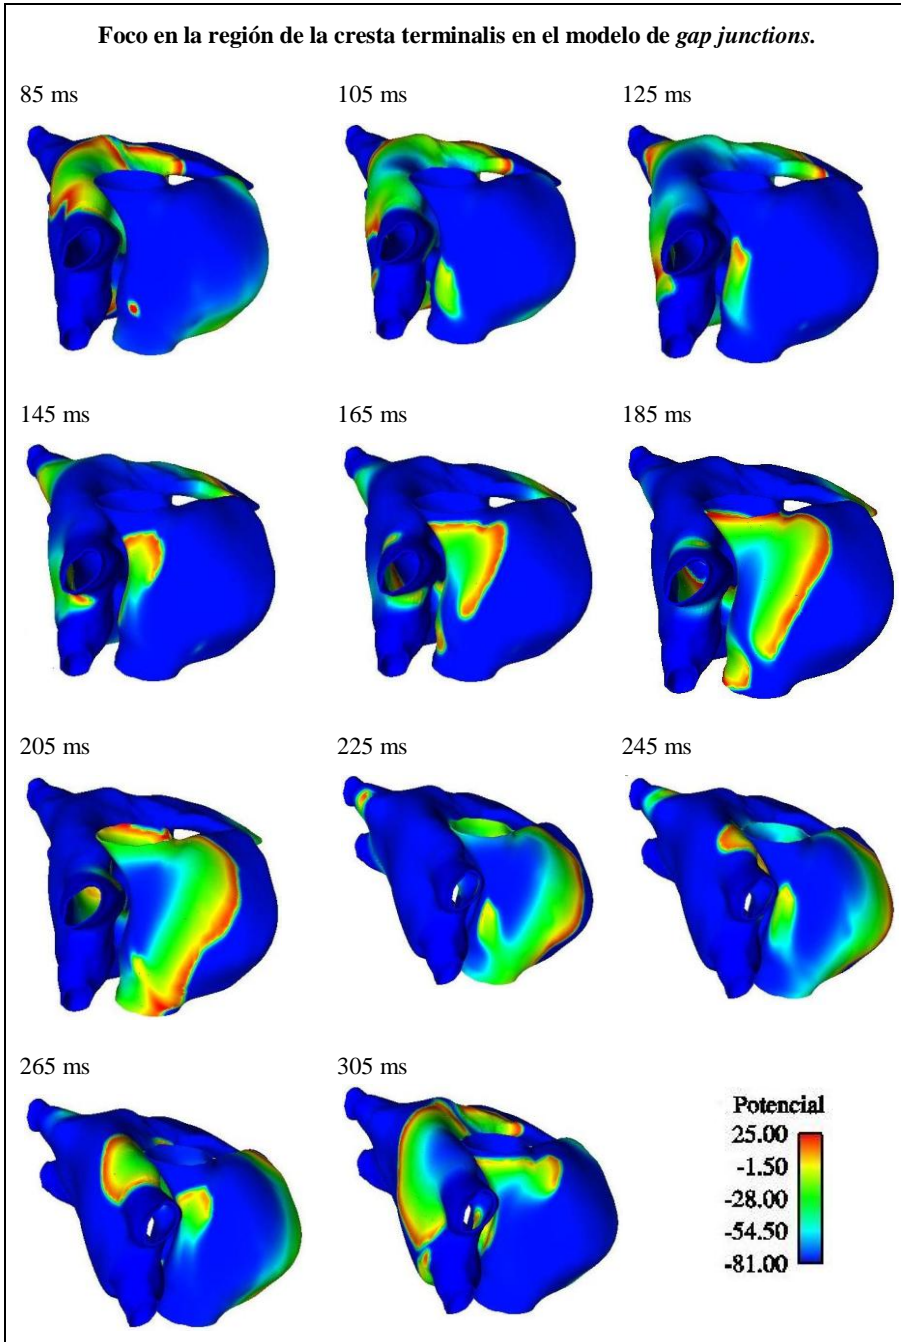 Foco en la región de la cresta terminalis en el modelo de gap junctions.
85 ms 105 ms 125 ms
145 ms 165 ms 185 ms
205 ms 225 ms 245 ms
265 ms 305 ms
Potencial
25.00
-1.50
-28.00
-54.50
-81.00